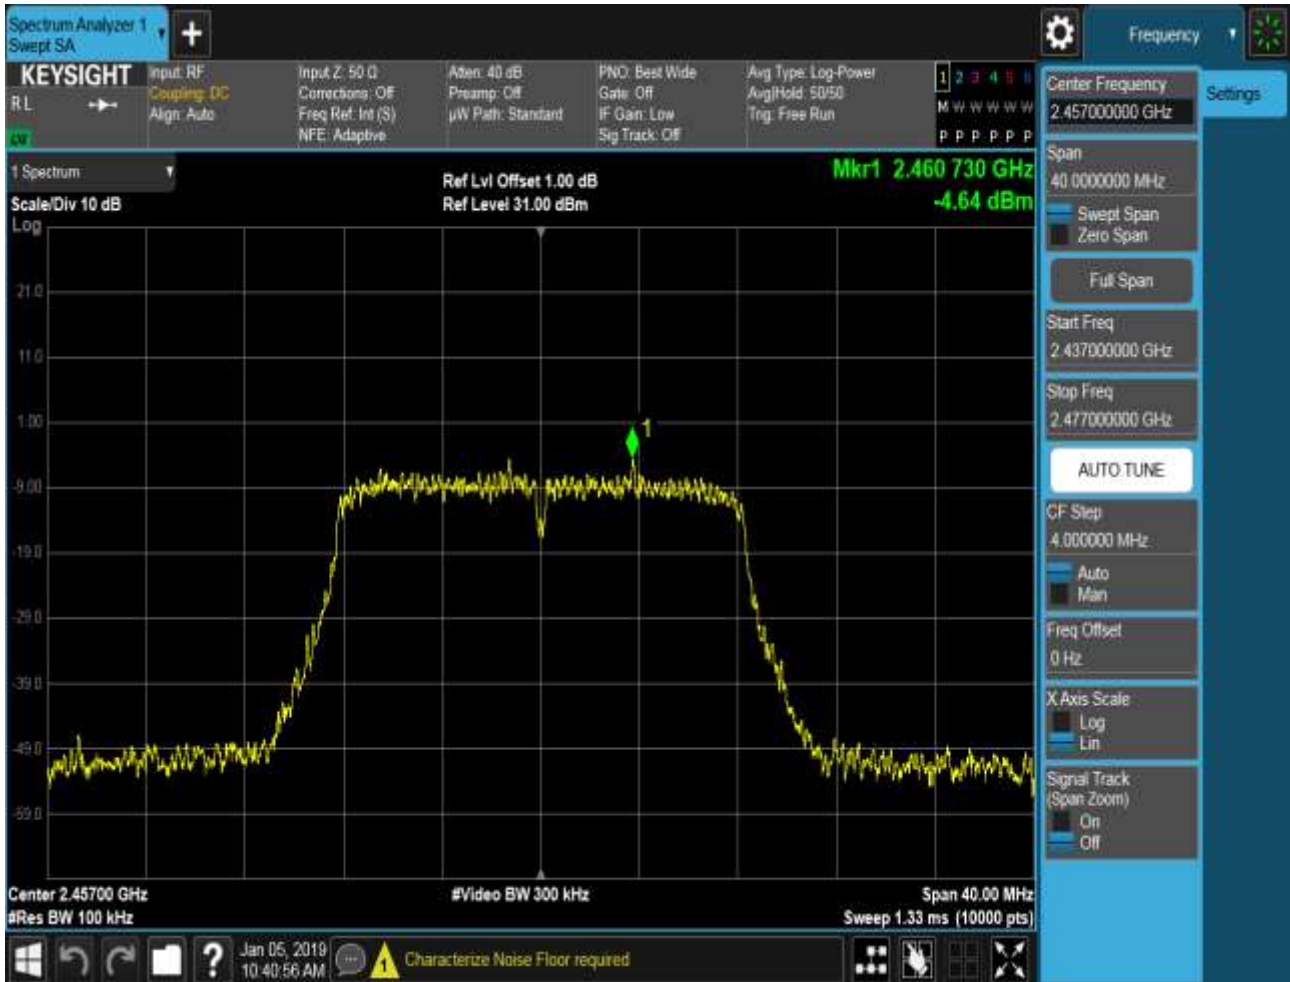 Spectrum Analyzer 1
Swept SA
+
Frequency
KEYSIGHT
RL
Input: RF
Coupling: DC
Align: Auto
Input Z: 50 Ω
Corrections: Off
Freq Ref: Int (S)
NFE: Adaptive
Atten: 40 dB
Preamp: Off
µW Path: Standard
PNO: Best Wide
Gate: Off
IF Gain: Low
Sig Track: Off
Avg Type: Log-Power
Avg|Hold: 50/50
Trig: Free Run
1 2 3 4 5 6
M W W W W W
P P P P P P
1 Spectrum
Scale/Div 10 dB
Log
Ref Lvl Offset 1.00 dB
Ref Level 31.00 dBm
Mkr1 2.460 730 GHz
-4.64 dBm
21.0
11.0
1.00
-9.00
-19.0
-29.0
-39.0
-49.0
-59.0
1
Center 2.45700 GHz
#Res BW 100 kHz
#Video BW 300 kHz
Span 40.00 MHz
Sweep 1.33 ms (10000 pts)
Center Frequency
2.457000000 GHz
Settings
Span
40.0000000 MHz
Swept Span
Zero Span
Full Span
Start Freq
2.437000000 GHz
Stop Freq
2.477000000 GHz
AUTO TUNE
CF Step
4.000000 MHz
Auto
Man
Freq Offset
0 Hz
X Axis Scale
Log
Lin
Signal Track
(Span Zoom)
On
Off
?
Jan 05, 2019
10:40:56 AM
Characterize Noise Floor required